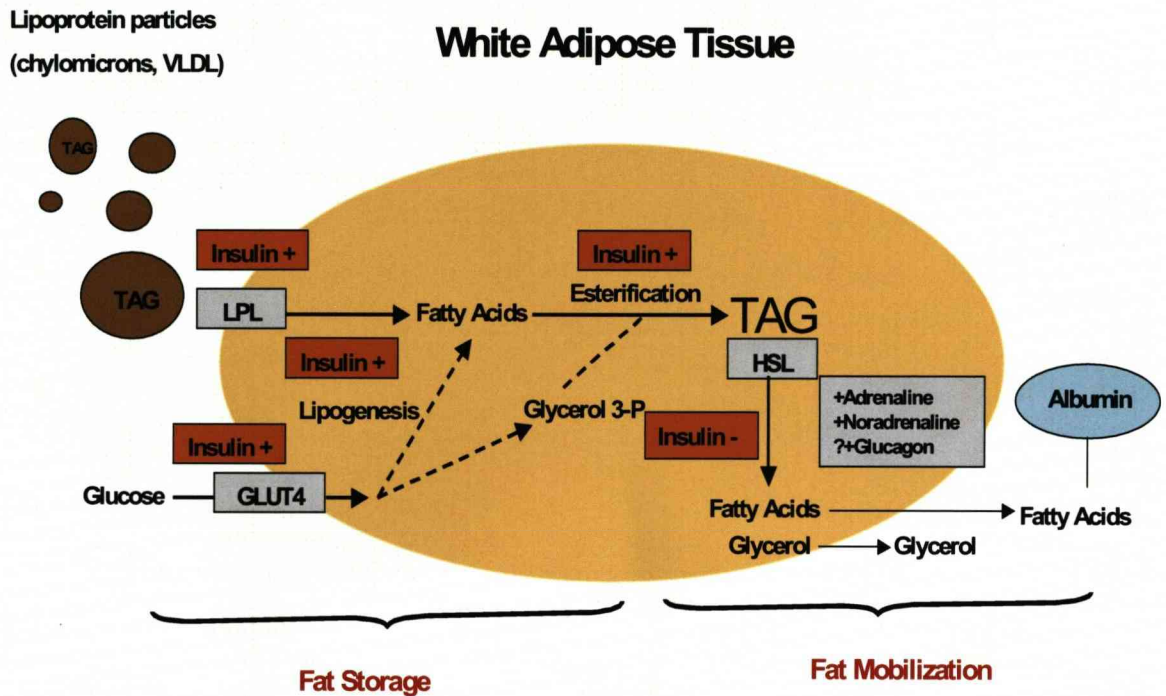 Lipoprotein particles
(chylomicrons, VLDL)
White Adipose Tissue
TAG
TAG
Insulin +
LPL
Fatty Acids
Insulin +
Esterification
TAG
HSL
Insulin +
Lipogenesis
Glycerol 3-P
Insulin -
+Adrenaline
+Noradrenaline
?+Glucagon
Albumin
Insulin +
Glucose
GLUT4
Fatty Acids
Fatty Acids
Glycerol
Glycerol
Fat Storage
Fat Mobilization